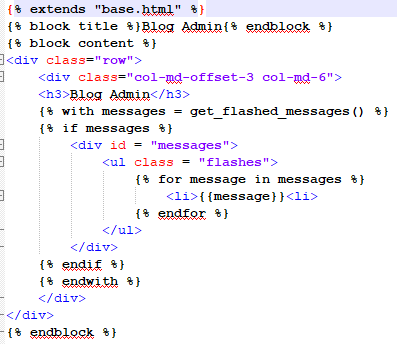 {% extends "base.html" %}
{% block title %}Blog Admin{% endblock %}
{% block content %}
<div class="row">
<div class="col-md-offset-3 col-md-6">
<h3>Blog Admin</h3>
{% with messages = get_flashed_messages() %}
{% if messages %}
<div id = "messages">
<ul class = "flashes">
{% for message in messages %}
<li>{{message}}<li>
{% endfor %}
</ul>
</div>
{% endif %}
{% endwith %}
</div>
</div>
{% endblock %}